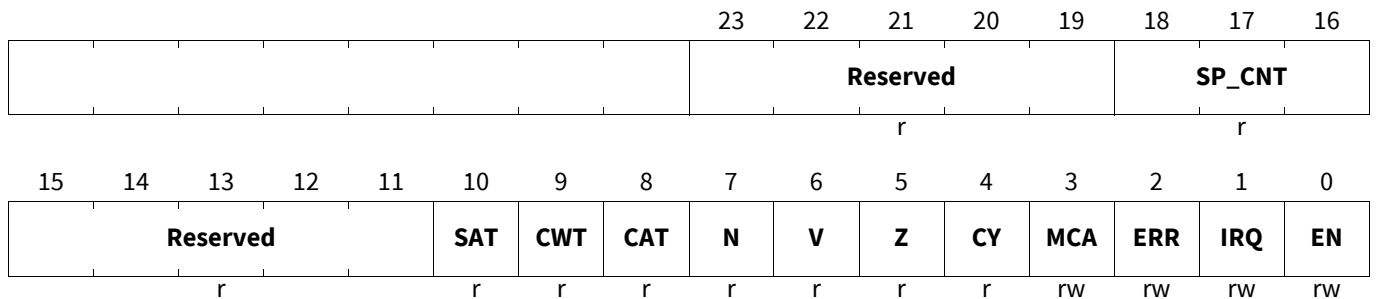 23 22 21 20 19 18 17 16
Reserved SP_CNT
r r
15 14 13 12 11 10 9 8 7 6 5 4 3 2 1 0
Reserved SAT CWT CAT N V Z CY MCA ERR IRQ EN
r r r r r r r r rw rw rw rw